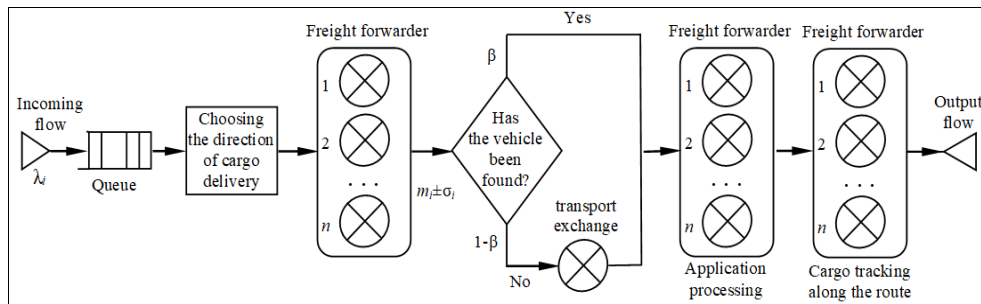 Incoming
flow
λi
Queue
Choosing
the direction
of cargo
delivery
Freight forwarder
1
2
. . .
n
mi±σi
β
Yes
Has
the vehicle
been
found?
1-β
No
transport
exchange
Freight forwarder
1
2
. . .
n
Application
processing
Freight forwarder
1
2
. . .
n
Cargo tracking
along the route
Output
flow